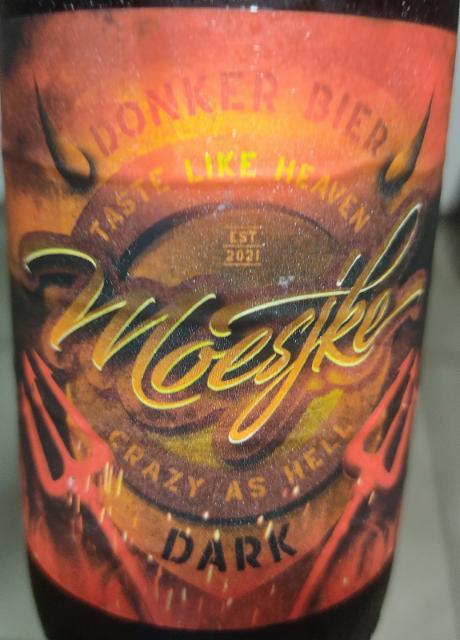 DONKER BIER
TASTE LIKE HEAVEN
EST
2021
Moesjke
CRAZY AS HELL
DARK